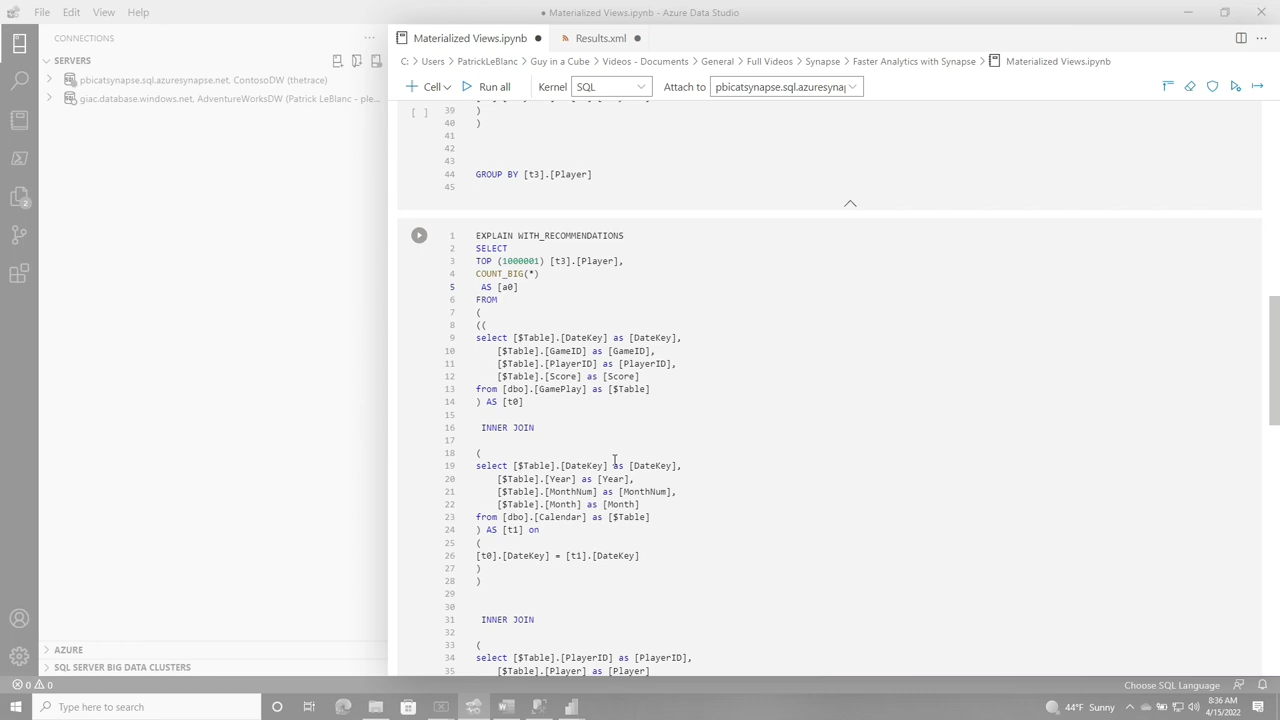 File Edit View Help
● Materialized Views.ipynb - Azure Data Studio
CONNECTIONS
SERVERS
pbicatsynapse.sql.azuresynapse.net, ContosoDW (thetrace)
giac.database.windows.net, AdventureWorksDW (Patrick LeBlanc - ple...
AZURE
SQL SERVER BIG DATA CLUSTERS
2
Materialized Views.ipynb ●
Results.xml ●
C: > Users > PatrickLeBlanc > Guy in a Cube > Videos - Documents > General > Full Videos > Synapse > Faster Analytics with Synapse > Materialized Views.ipynb
+ Cell Run all Kernel SQL Attach to pbicatsynapse.sql.azuresynap
[ ]
39 )
40 )
41
42
43
44 GROUP BY [t3].[Player]
45
1 EXPLAIN WITH_RECOMMENDATIONS
2 SELECT
3 TOP (1000001) [t3].[Player],
4 COUNT_BIG(*)
5 AS [a0]
6 FROM
7 (
8 ((
9 select [$Table].[DateKey] as [DateKey],
10 [$Table].[GameID] as [GameID],
11 [$Table].[PlayerID] as [PlayerID],
12 [$Table].[Score] as [Score]
13 from [dbo].[GamePlay] as [$Table]
14 ) AS [t0]
15
16 INNER JOIN
17
18 (
19 select [$Table].[DateKey] as [DateKey],
20 [$Table].[Year] as [Year],
21 [$Table].[MonthNum] as [MonthNum],
22 [$Table].[Month] as [Month]
23 from [dbo].[Calendar] as [$Table]
24 ) AS [t1] on
25 (
26 [t0].[DateKey] = [t1].[DateKey]
27 )
28 )
29
30
31 INNER JOIN
32
33 (
34 select [$Table].[PlayerID] as [PlayerID],
35 [$Table].[Player] as [Player]
0 0
Choose SQL Language
Type here to search
44°F Sunny
8:36 AM
4/15/2022